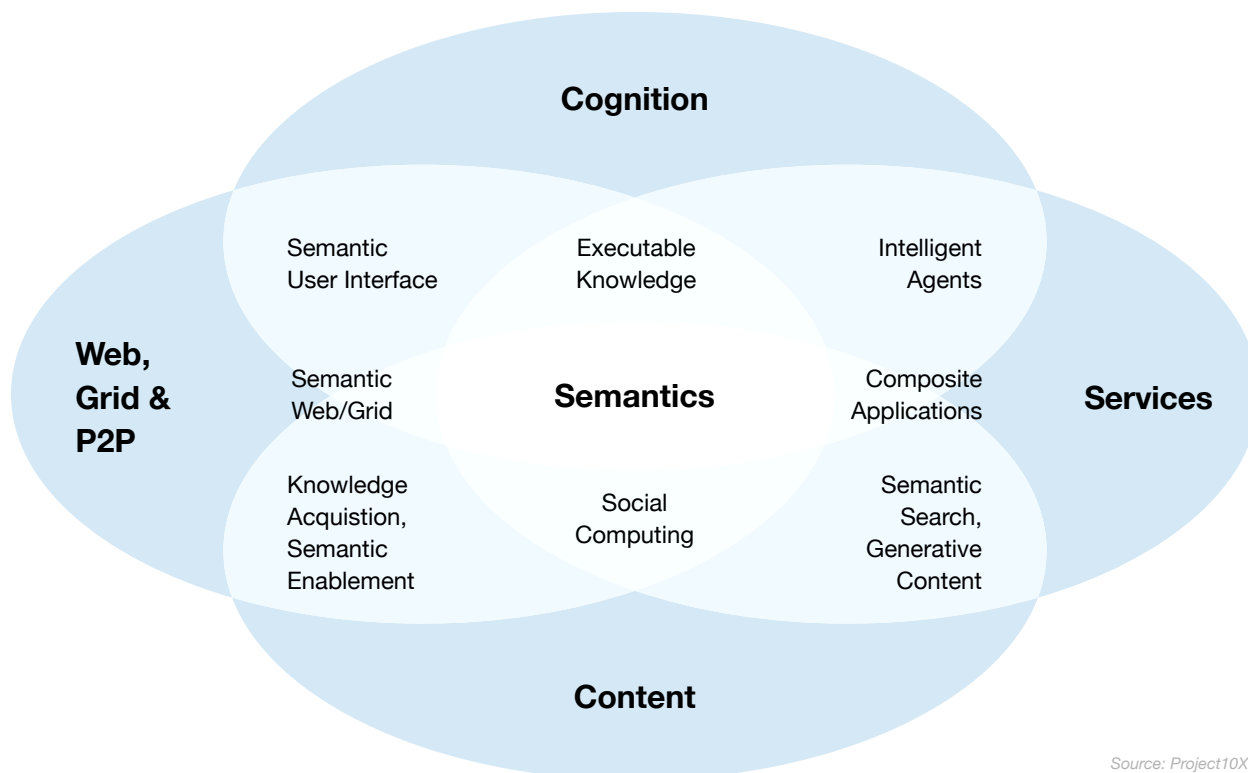 Cognition
Semantic
User Interface
Executable
Knowledge
Intelligent
Agents
Web,
Grid &
P2P
Semantic
Web/Grid
Semantics
Composite
Applications
Services
Knowledge
Acquistion,
Semantic
Enablement
Social
Computing
Semantic
Search,
Generative
Content
Content
Source: Project10X